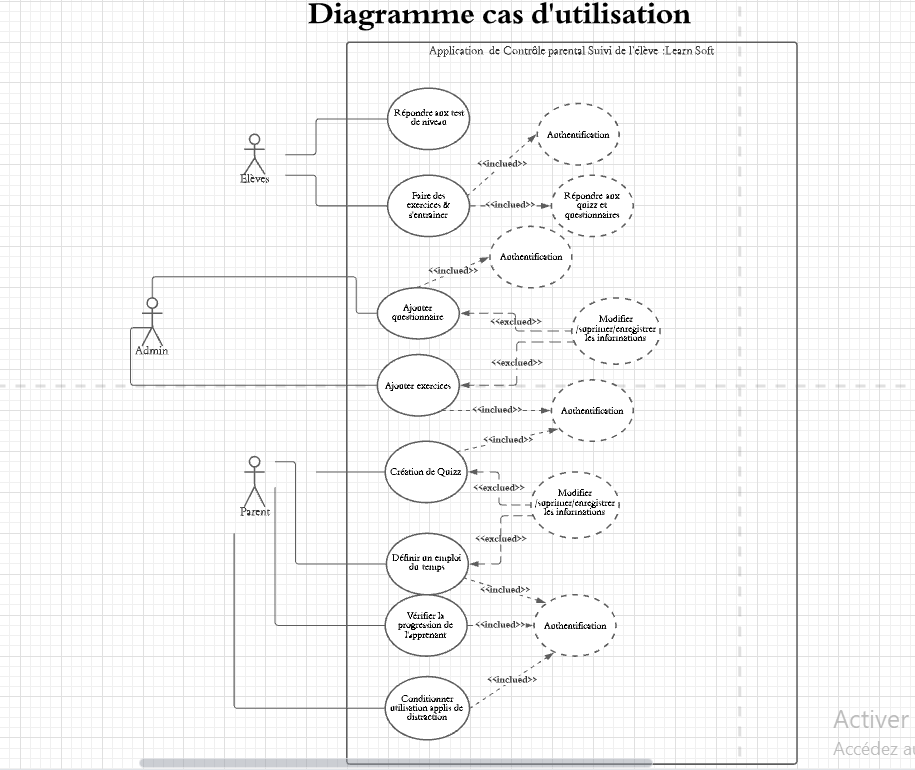 Diagramme cas d'utilisation
Application de Contrôle parental Suivi de l'élève :Learn Soft
Répondre aux test
de niveau
Authentification
<<inclued>>
Elèves
Faire des
exercices &
s'entrainer
<<inclued>>
Répondre aux
quizz et
questionnaires
Authentification
<<inclued>>
Ajouter
questionnaire
<<exclued>>
Modifier
/suprimer/enregistrer
les informations
Admin
<<exclued>>
Ajouter exercices
<<inclued>>
Authentification
<<inclued>>
Création de Quizz
<<exclued>>
Modifier
/suprimer/enregistrer
les informations
Parent
<<exclued>>
Définir un emploi
du temps
<<inclued>>
Vérifier la
progression de
l'apprenant
<<inclued>>
Authentification
<<inclued>>
Conditionner
utilisation applis de
distraction
Activer
Accédez au